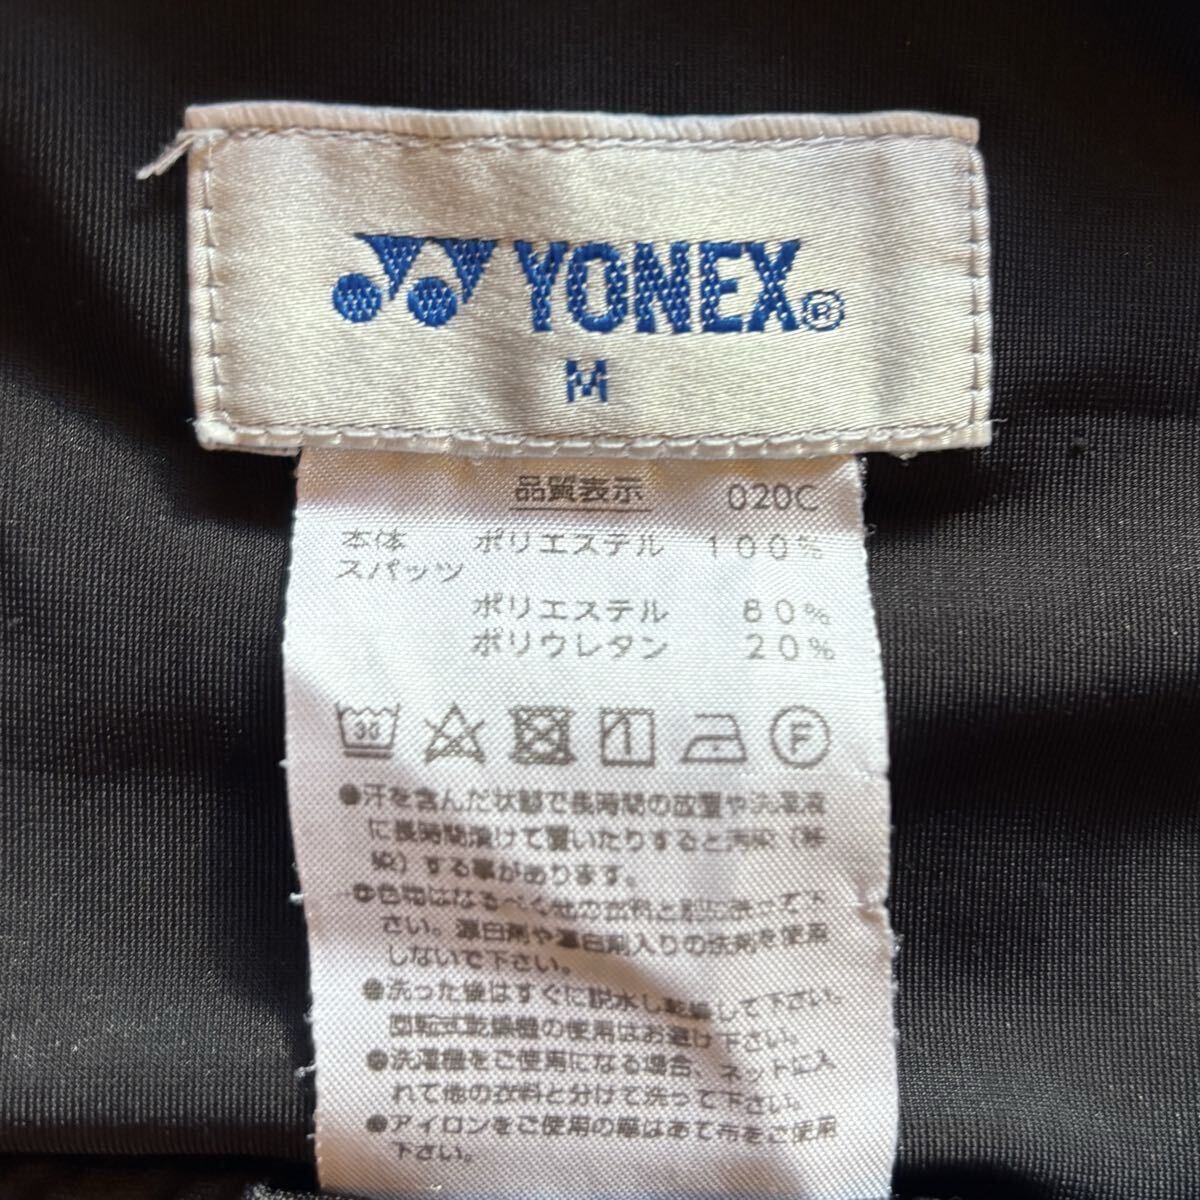 YONEX®
M
品質表示 020C
本体 ポリエステル 100%
スパッツ
ポリエステル 80%
ポリウレタン 20%
30 1 F
●汗を含んだ状態で長時間の放置や洗濯液
に長時間漬けて置いたりすると汚染(移
染)する事があります。
●色物はなるべく他の衣料と別に洗って下
さい。漂白剤や漂白剤入りの洗剤を使用
しないで下さい。
●洗った後はすぐに脱水し乾燥して下さい。
回転式乾燥機の使用はお避け下さい。
●洗濯機をご使用になる場合、ネットに入
れて他の衣料と分けて洗って下さい。
●アイロンをご使用の際はあて布をご使用
下さい。